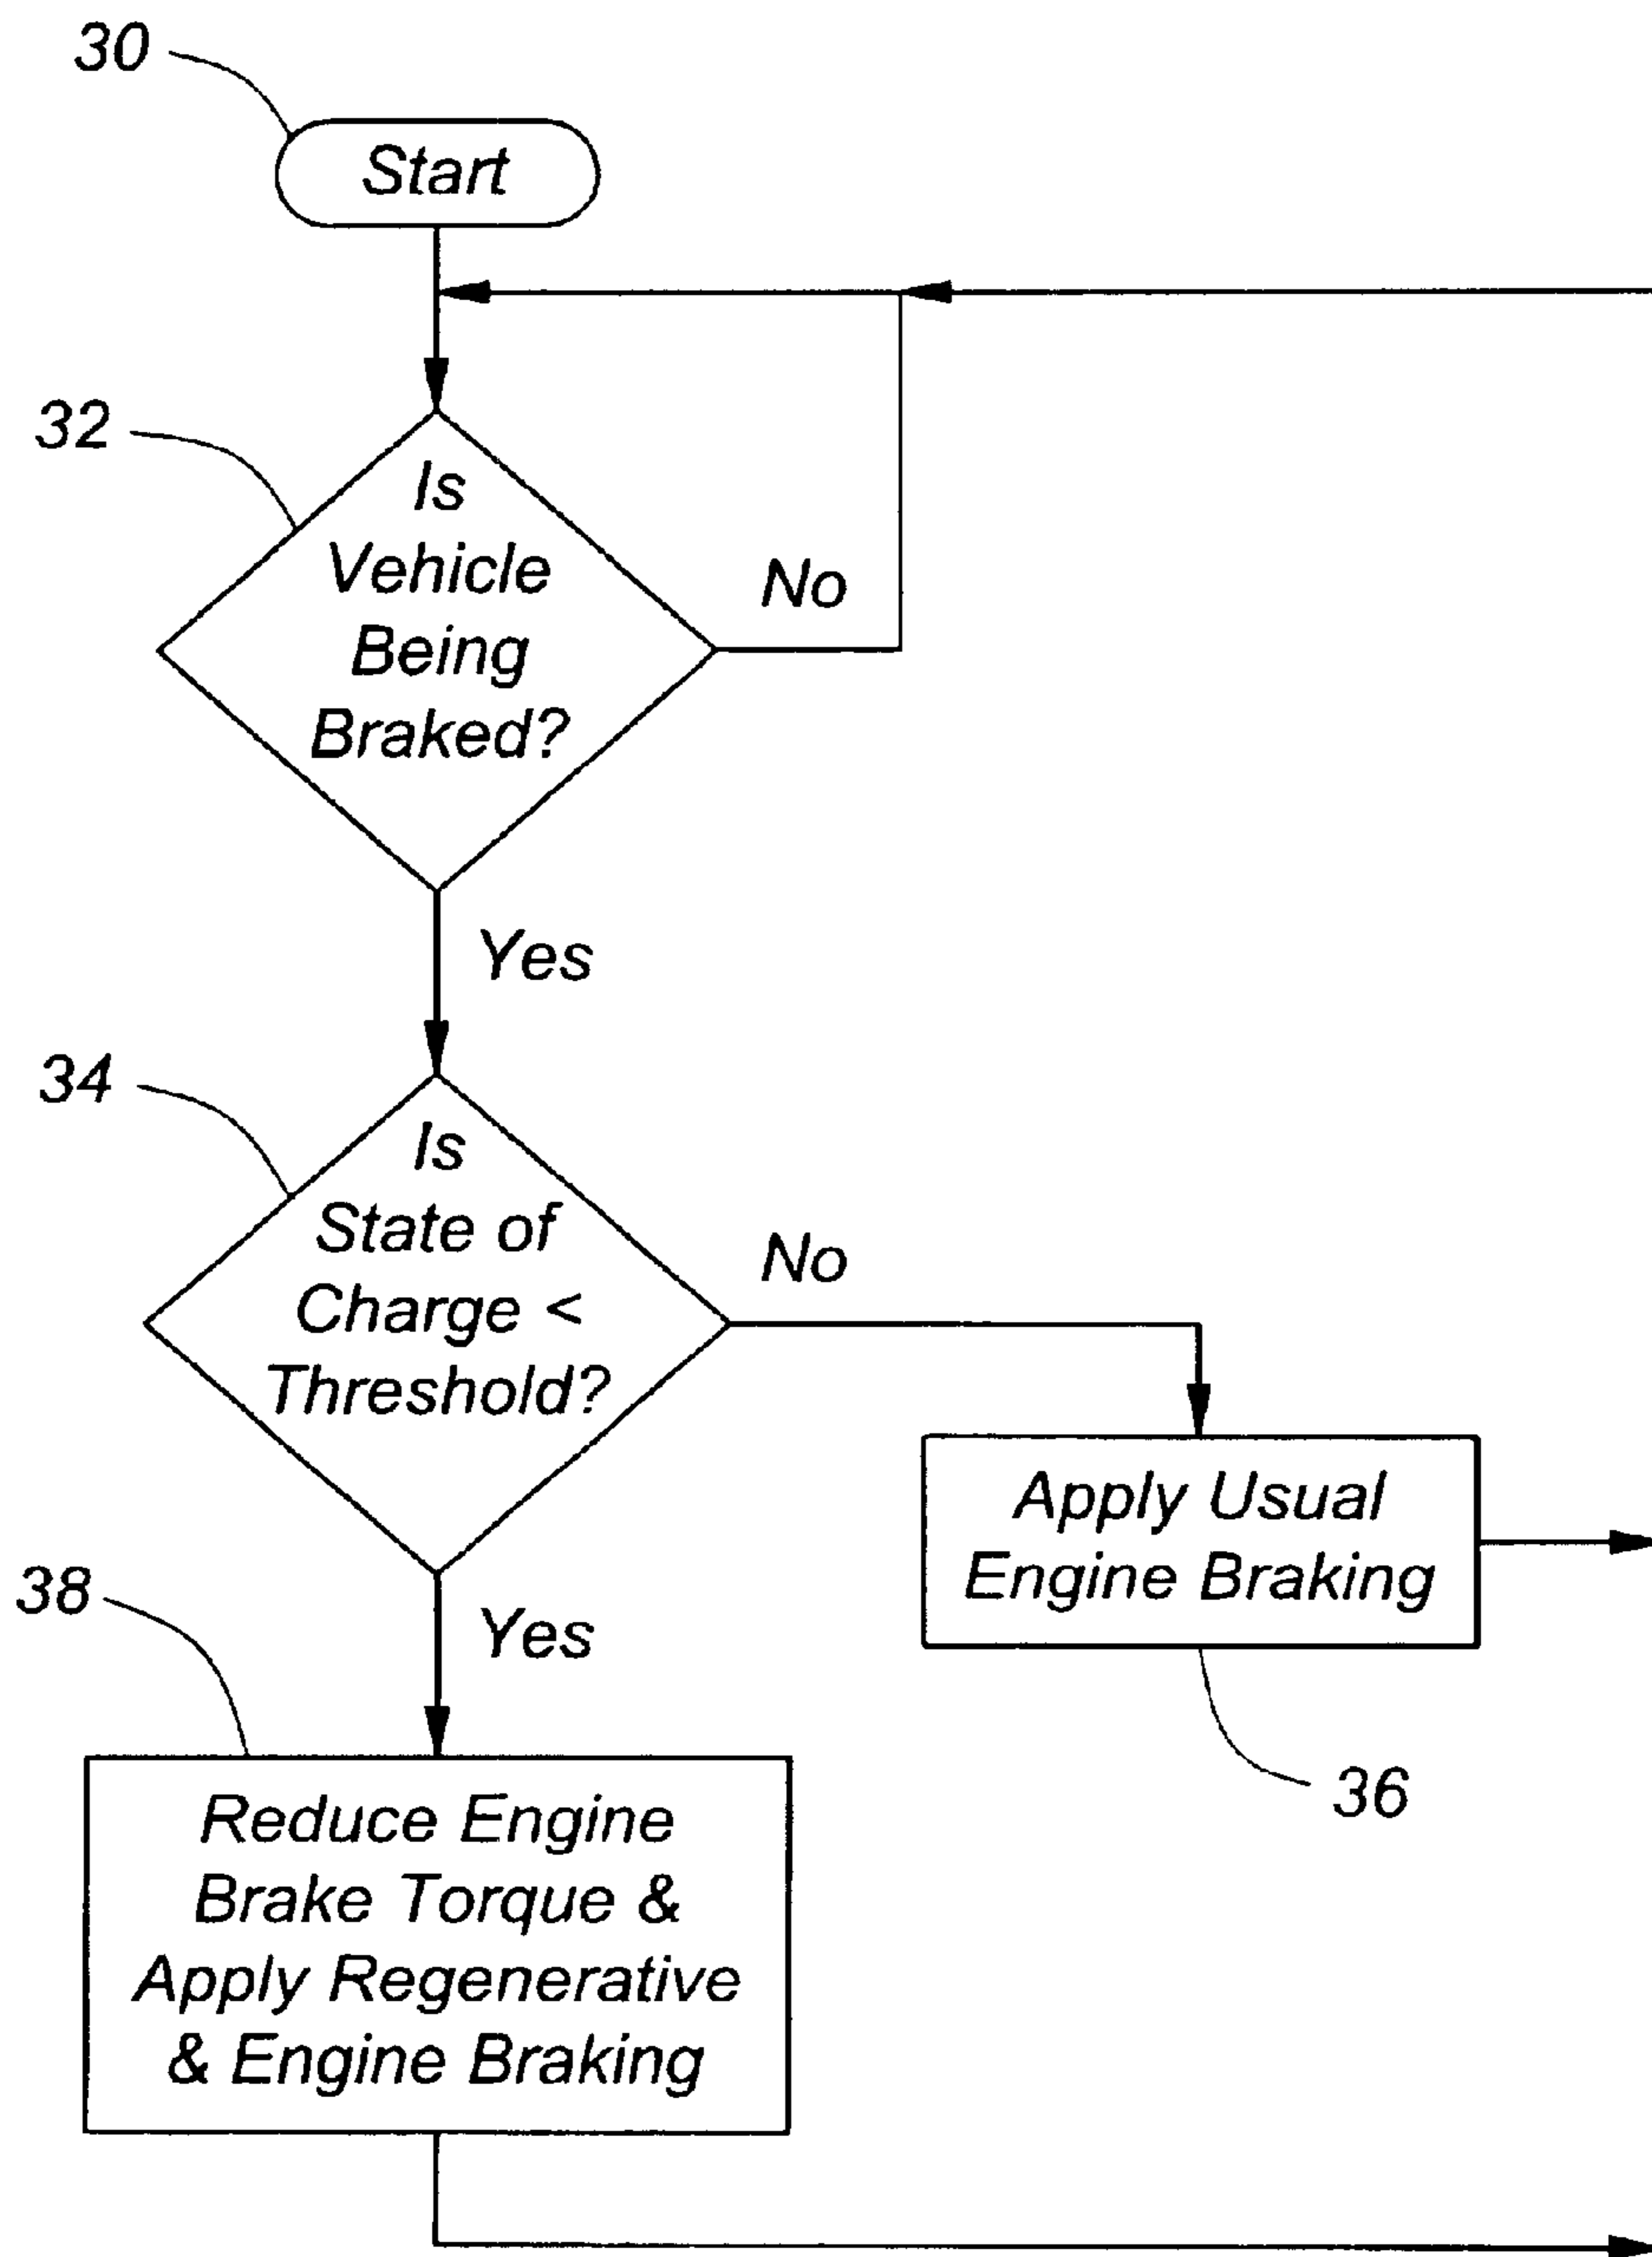 30
Start
32
Is
Vehicle
Being
Braked?
No
Yes
34
Is
State of
Charge <
Threshold?
No
Apply Usual
Engine Braking
36
Yes
38
Reduce Engine
Brake Torque &
Apply Regenerative
& Engine Braking